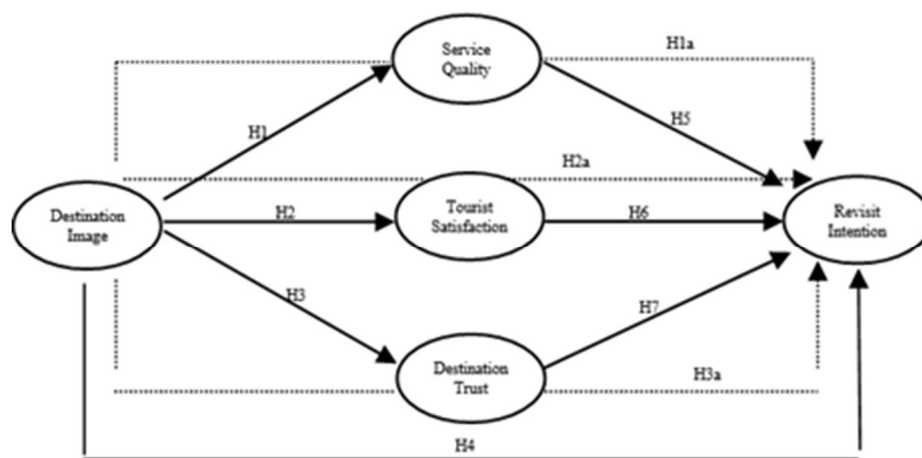 Service
Quality
H1a
H1
H5
H2a
Destination
Image
H2
Tourist
Satisfaction
H6
Revisit
Intention
H3
H7
Destination
Trust
H3a
H4